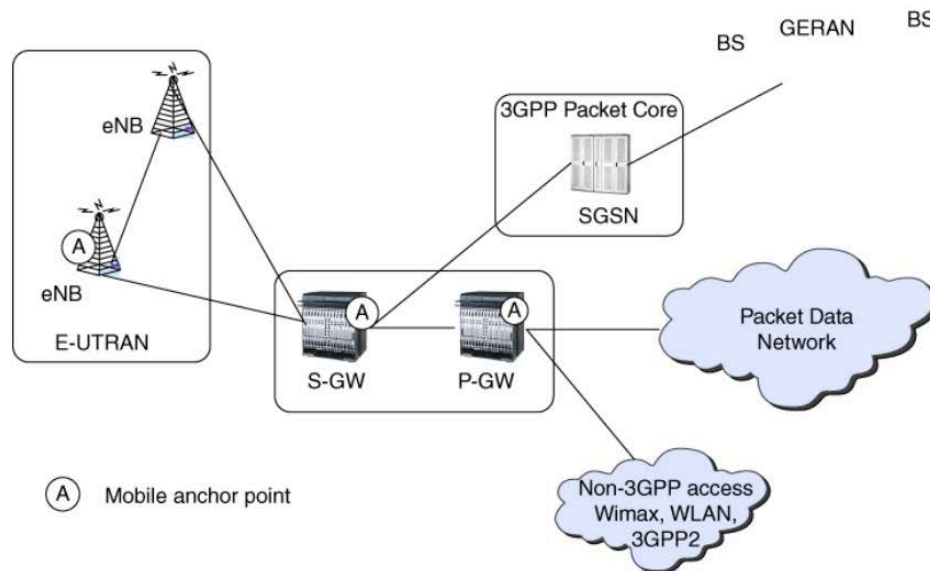 BS
GERAN
BS
3GPP Packet Core
SGSN
eNB
A
eNB
E-UTRAN
A
S-GW
A
P-GW
Packet Data
Network
Non-3GPP access
Wimax, WLAN,
3GPP2
A
Mobile anchor point